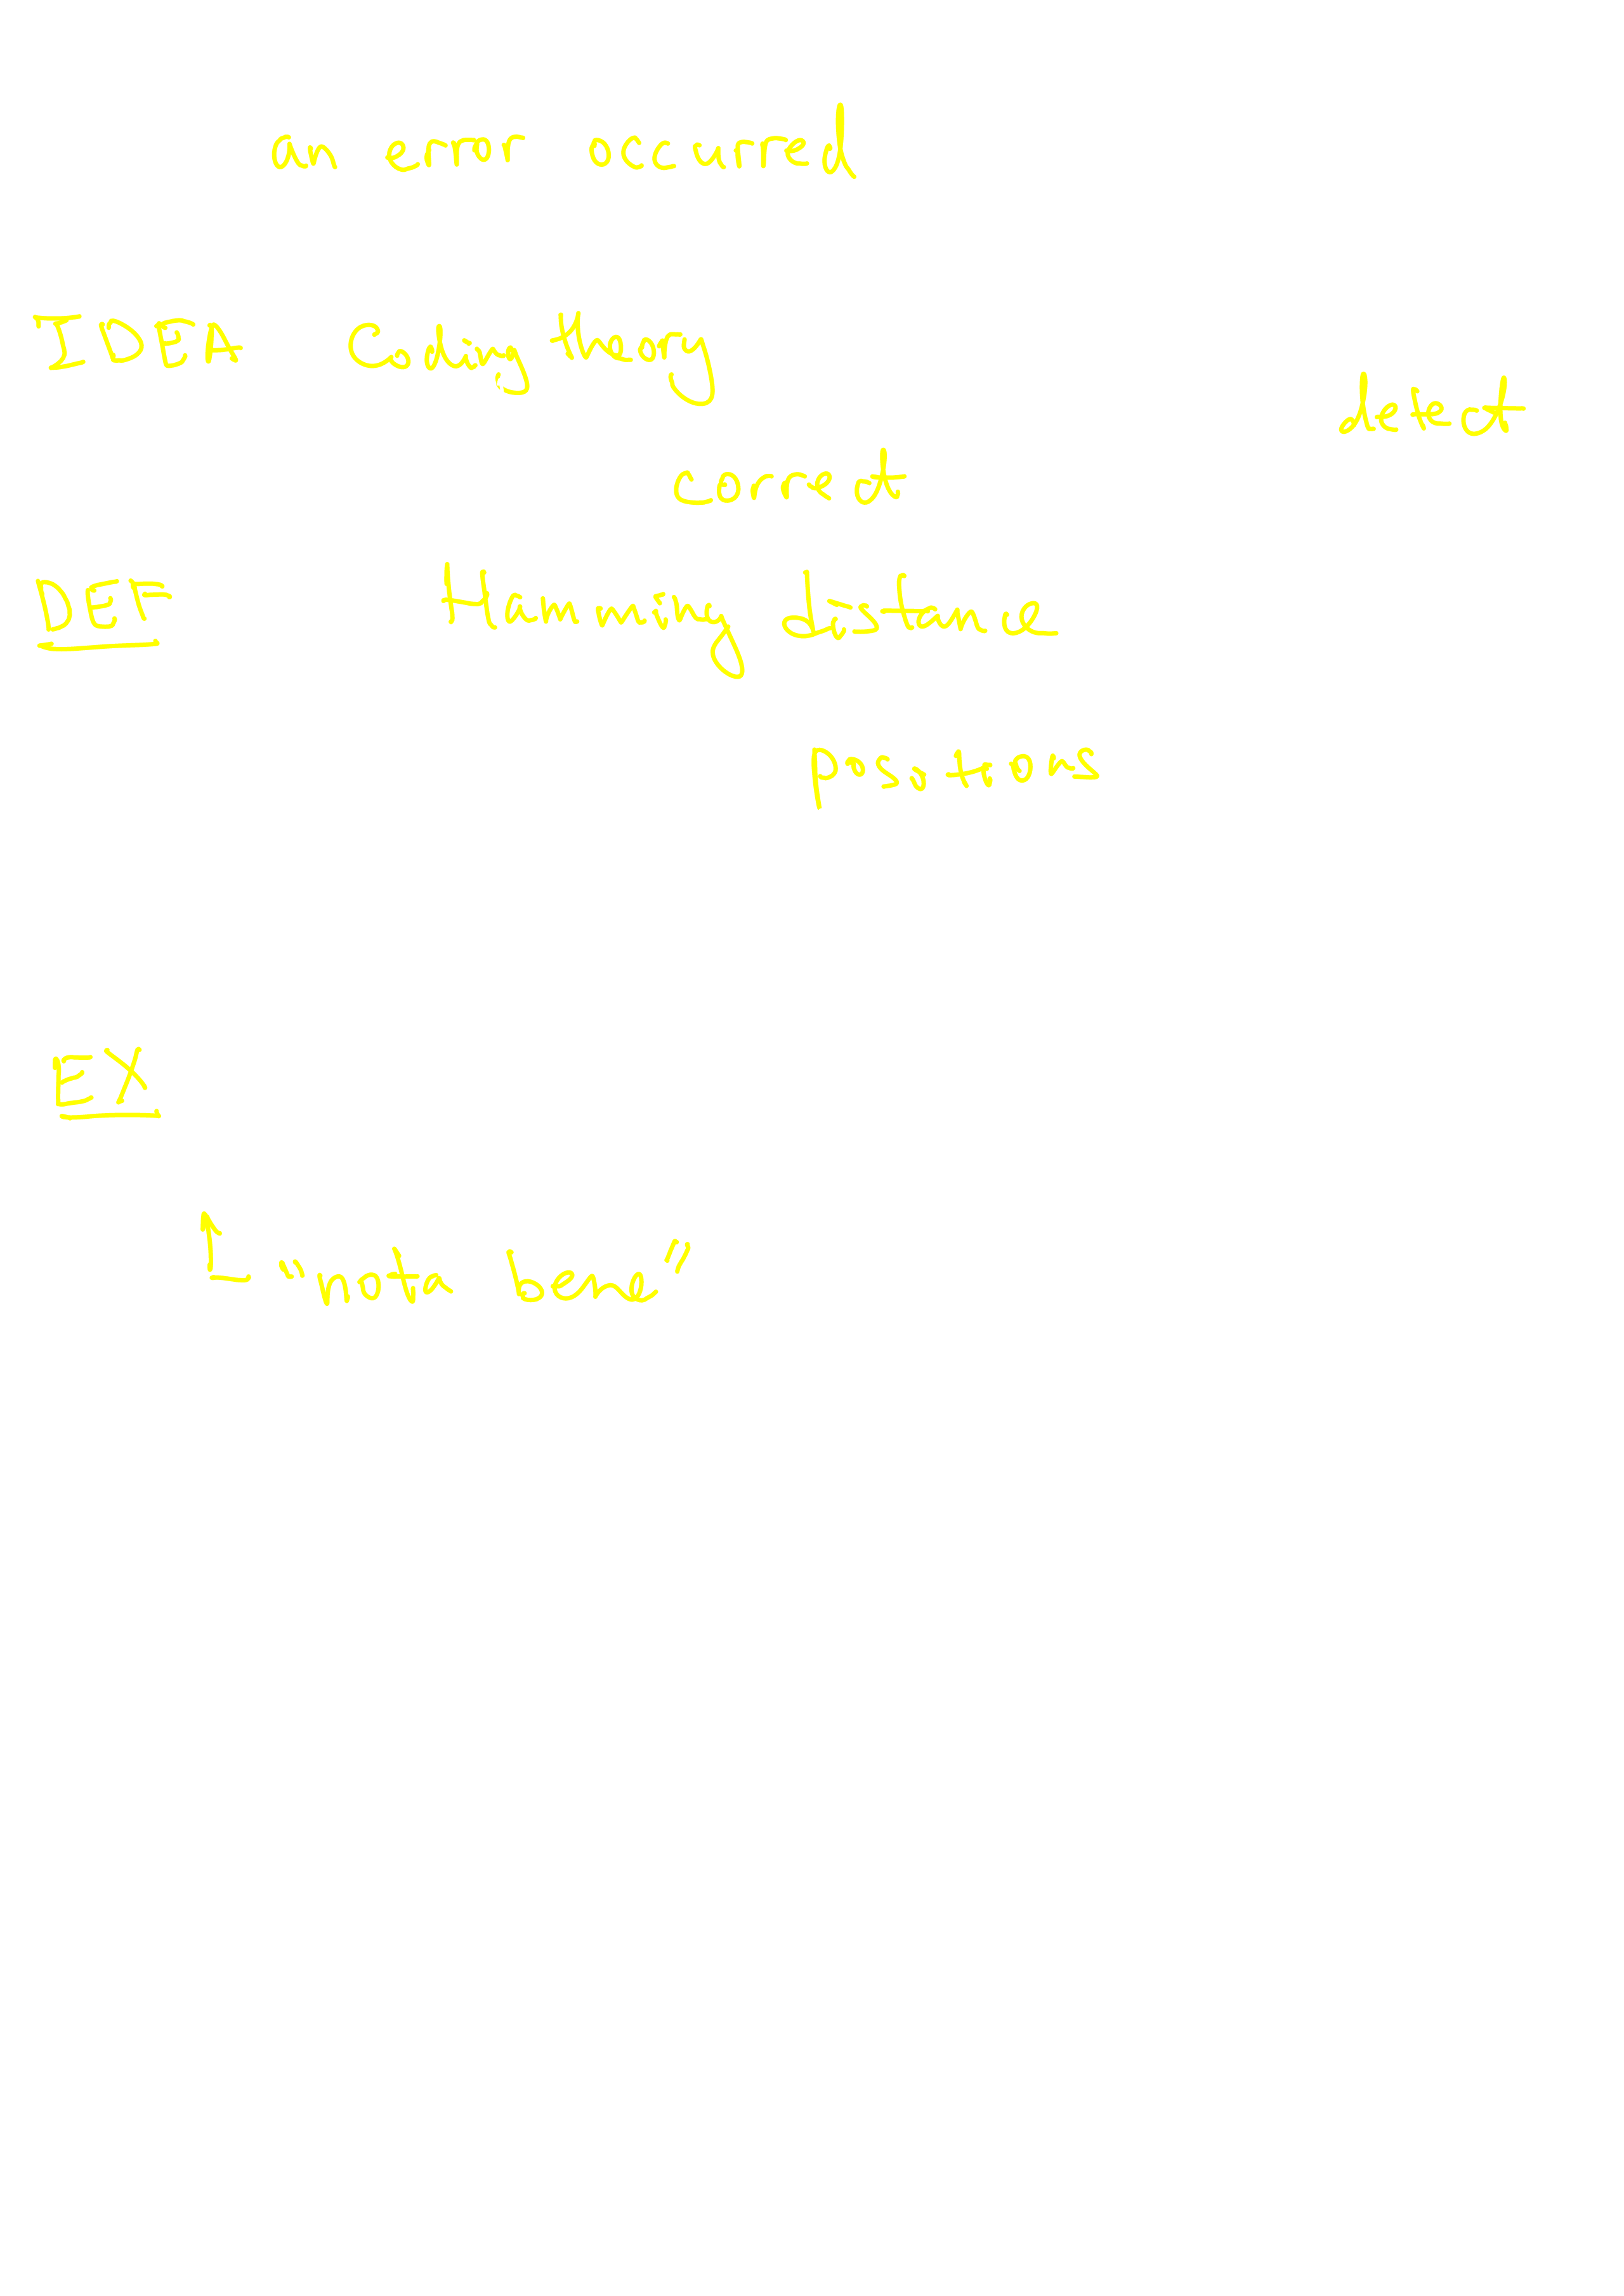 an error occurred
IDEA Coding theory
detect
correct
DEF Hamming distance
positions
EX
"nota bene"